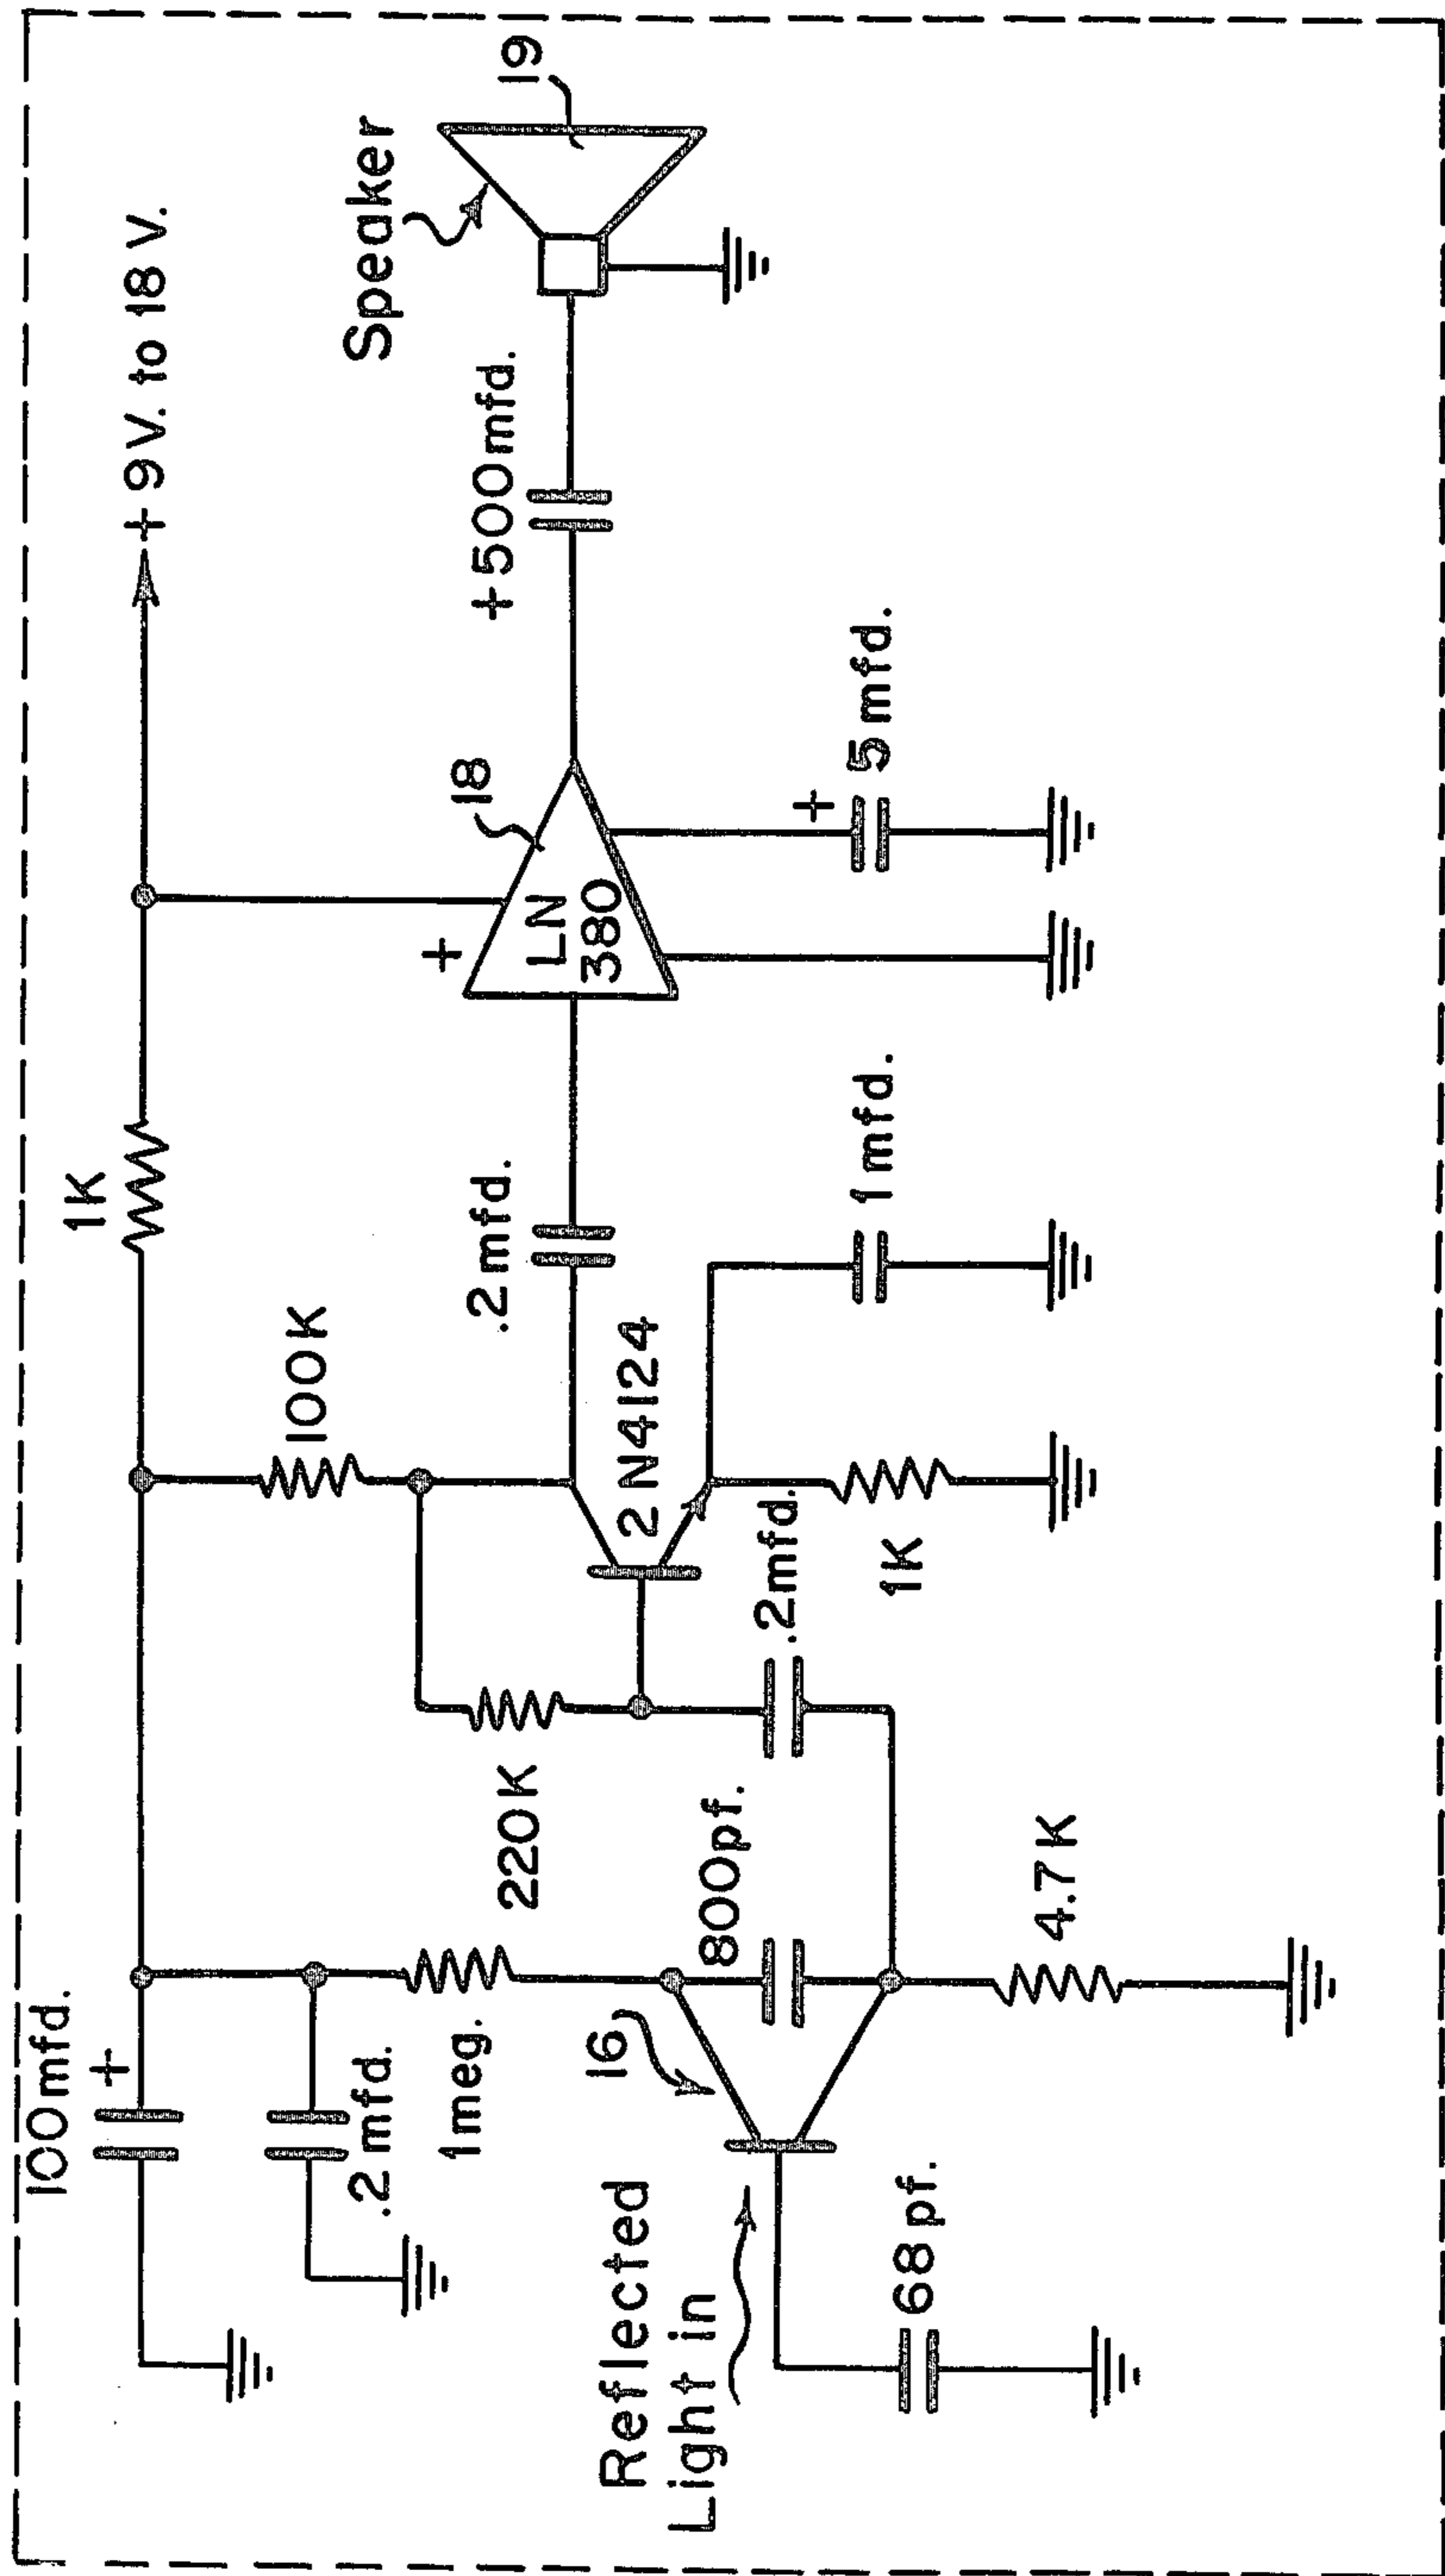 100mfd.
+
.2mfd.
1meg.
Reflected
Light in
16
68pf.
800pf.
4.7K
220K
.2mfd.
1K
100K
2N4124
.2mfd.
1mfd.
1K
+9V. to 18V.
+
LN
380
18
+
5mfd.
+500mfd.
Speaker
19